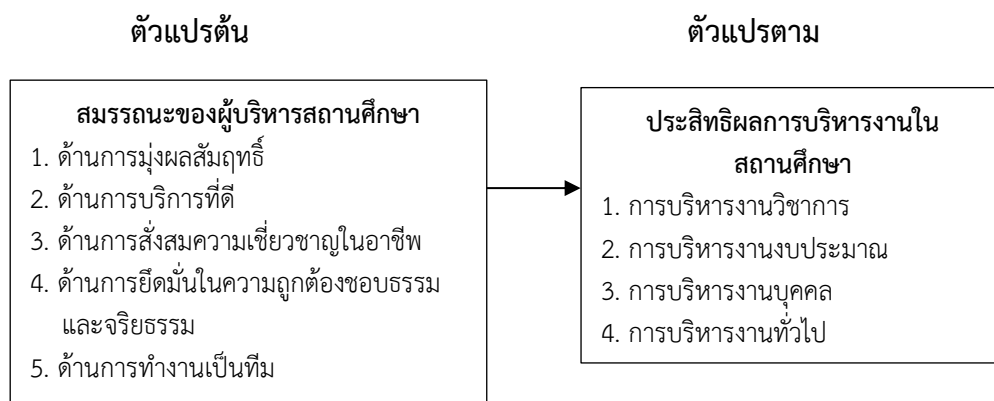 ตัวแปรต้น
ตัวแปรตาม
สมรรถนะของผู้บริหารสถานศึกษา
1. ด้านการมุ่งผลสัมฤทธิ์
2. ด้านการบริการที่ดี
3. ด้านการสั่งสมความเชี่ยวชาญในอาชีพ
4. ด้านการยึดมั่นในความถูกต้องชอบธรรม
และจริยธรรม
5. ด้านการทำงานเป็นทีม
ประสิทธิผลการบริหารงานใน
สถานศึกษา
1. การบริหารงานวิชาการ
2. การบริหารงานงบประมาณ
3. การบริหารงานบุคคล
4. การบริหารงานทั่วไป